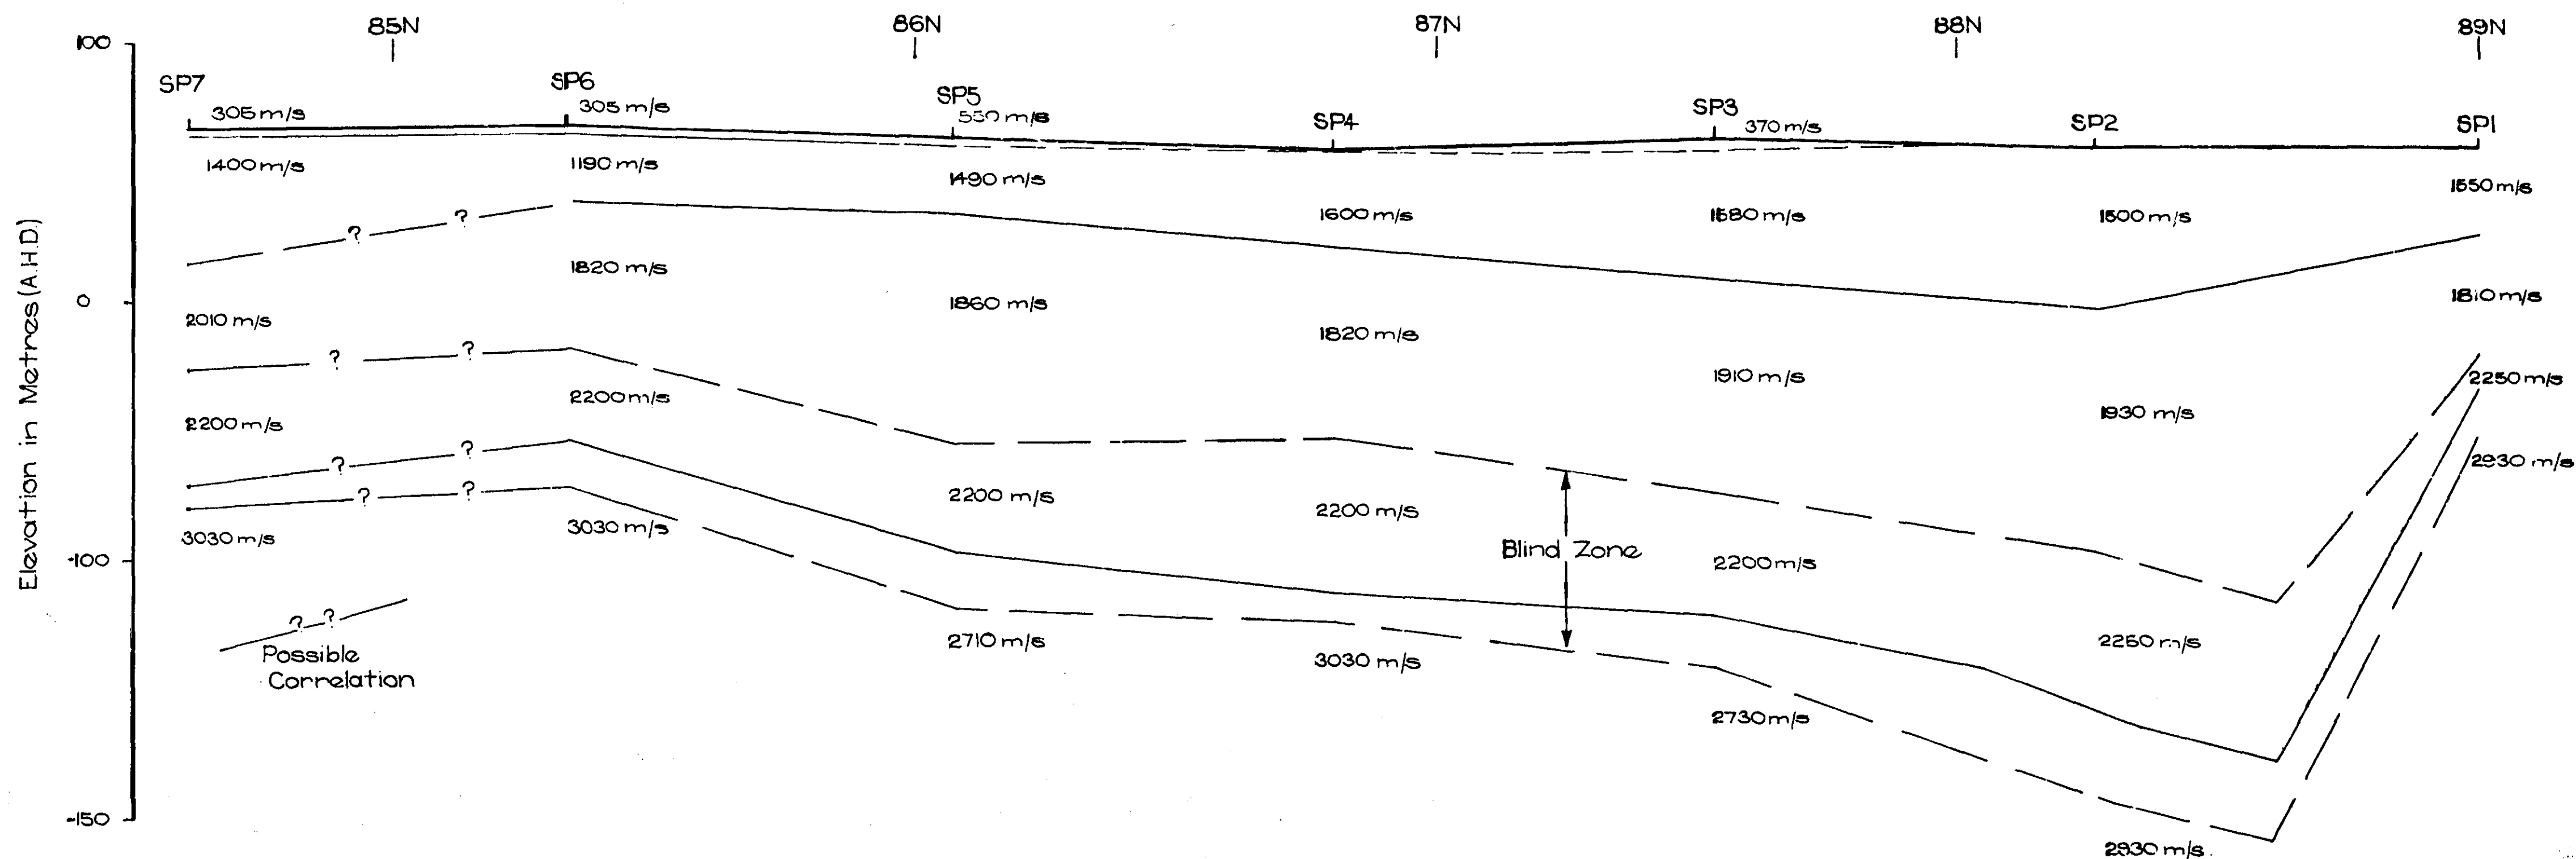 85N 86N 87N 88N 89N
100
SP7 SP6 SP5 SP4 SP3 SP2 SP1
305 m/s 305 m/s 550 m/s 370 m/s
1400 m/s 1190 m/s 1490 m/s 1600 m/s 1580 m/s 1500 m/s 1550 m/s
? ?
1820 m/s 1860 m/s 1820 m/s 1910 m/s 1930 m/s 1810 m/s
0
2010 m/s
? ?
2200 m/s 2200 m/s 2200 m/s 2200 m/s 2200 m/s 2250 m/s 2250 m/s
? ?
? ?
3030 m/s 3030 m/s 2710 m/s 3030 m/s 2730 m/s 2930 m/s 2930 m/s
Blind Zone
-100
? ?
Possible
Correlation
-150
Elevation in Metres (A.H.D.)